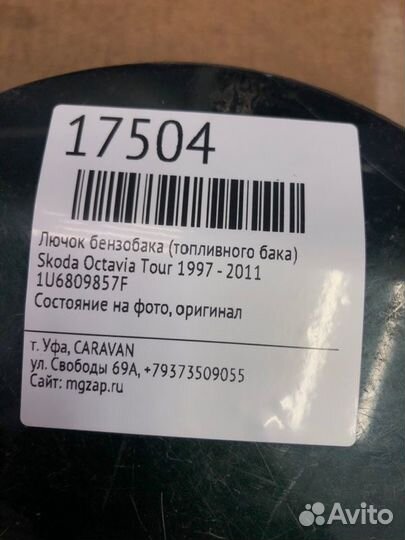 17504
Лючок бензобака (топливного бака)
Skoda Octavia Tour 1997 - 2011
1U6809857F
Состояние на фото, оригинал
г. Уфа, CARAVAN
ул. Свободы 69А, +79373509055
Сайт: mgzap.ru
Avito